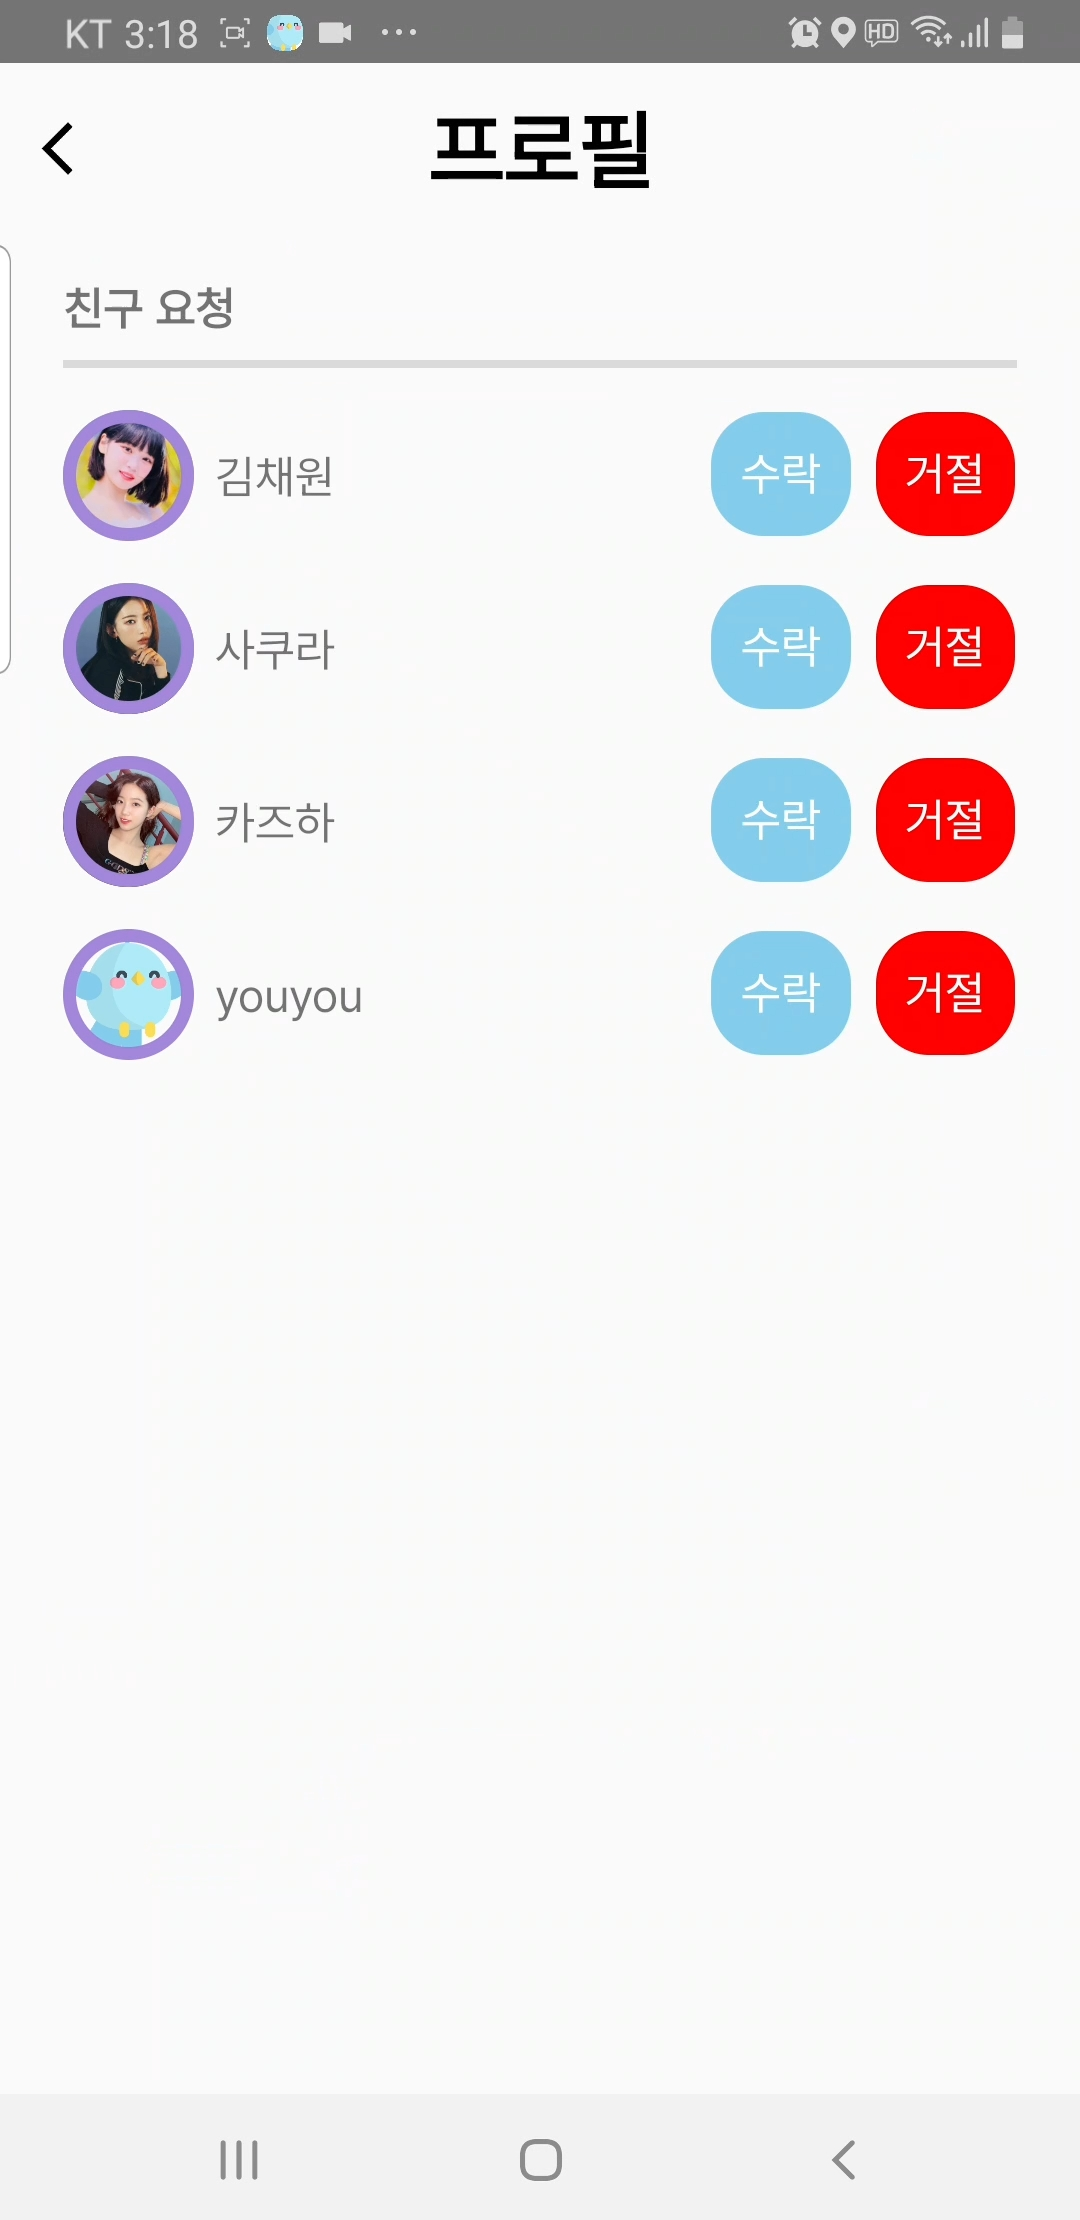 KT 3:18 HD
프로필
친구 요청
김채원 수락 거절
사쿠라 수락 거절
카즈하 수락 거절
youyou 수락 거절